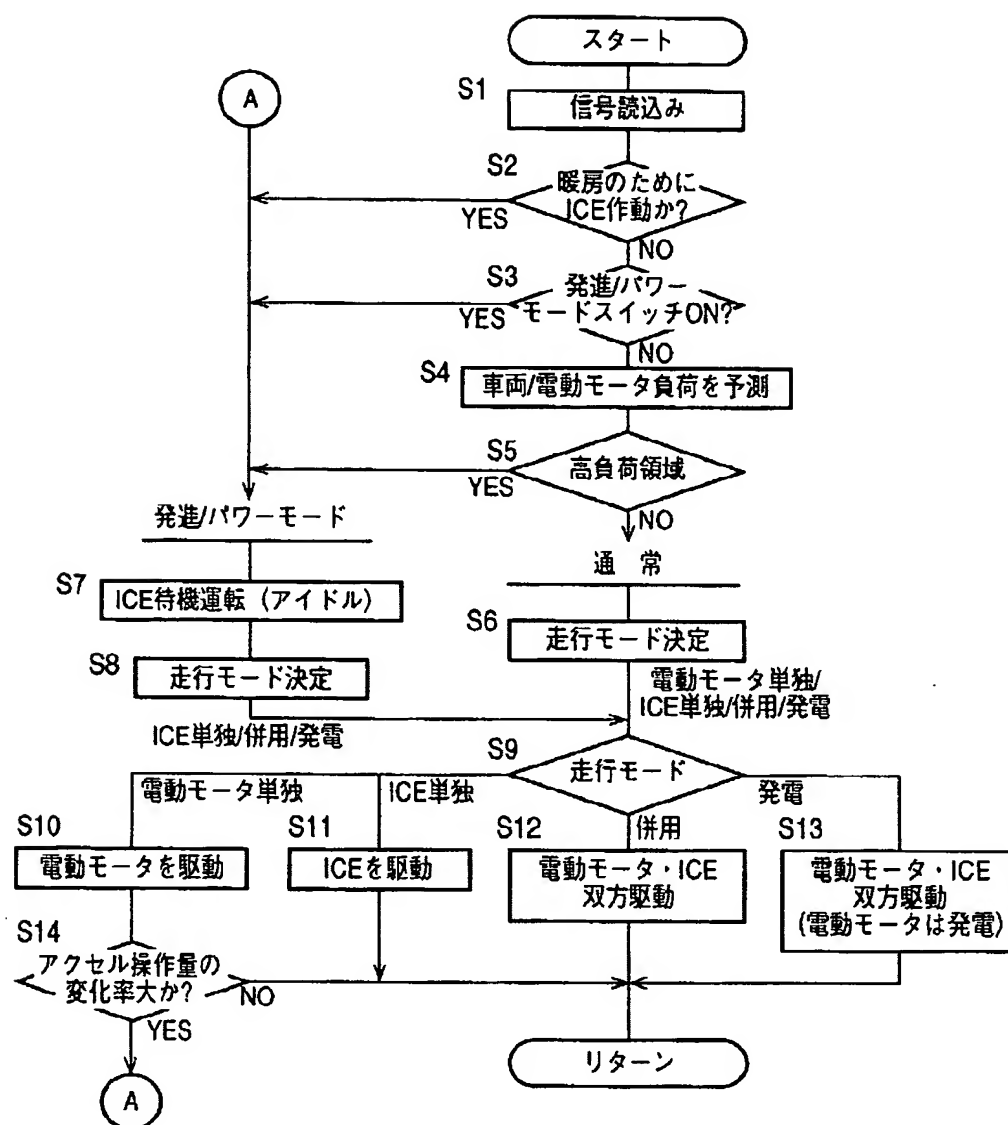 スタート
A
S1
信号読込み
S2
暖房のために
ICE作動か?
YES
NO
S3
発進/パワー
モードスイッチON?
YES
NO
S4
車両/電動モータ負荷を予測
S5
高負荷領域
YES
NO
発進/パワーモード
通 常
S7
ICE待機運転（アイドル）
S6
走行モード決定
S8
走行モード決定
電動モータ単独/
ICE単独/併用/発電
ICE単独/併用/発電
S9
走行モード
電動モータ単独
ICE単独
併用
発電
S10
電動モータを駆動
S11
ICEを駆動
S12
電動モータ・ICE
双方駆動
S13
電動モータ・ICE
双方駆動
(電動モータは発電)
S14
アクセル操作量の
変化率大か?
NO
YES
リターン
A